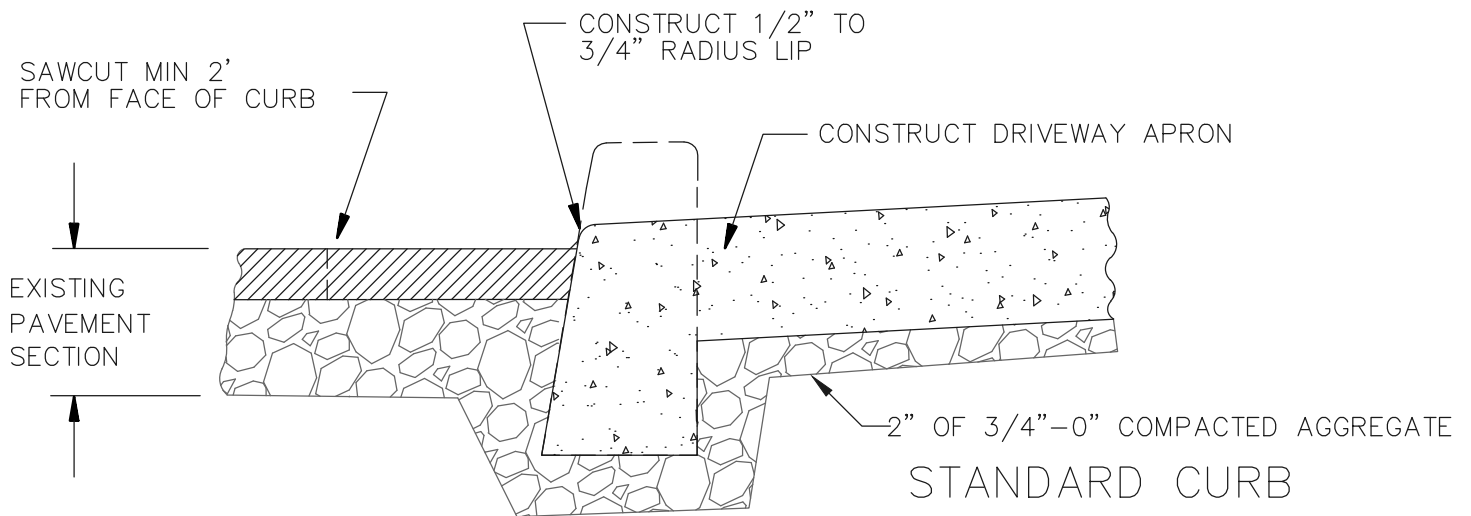 CONSTRUCT 1/2” TO
3/4” RADIUS LIP
SAWCUT MIN 2’
FROM FACE OF CURB
CONSTRUCT DRIVEWAY APRON
EXISTING
PAVEMENT
SECTION
2” OF 3/4”-0” COMPACTED AGGREGATE
STANDARD CURB